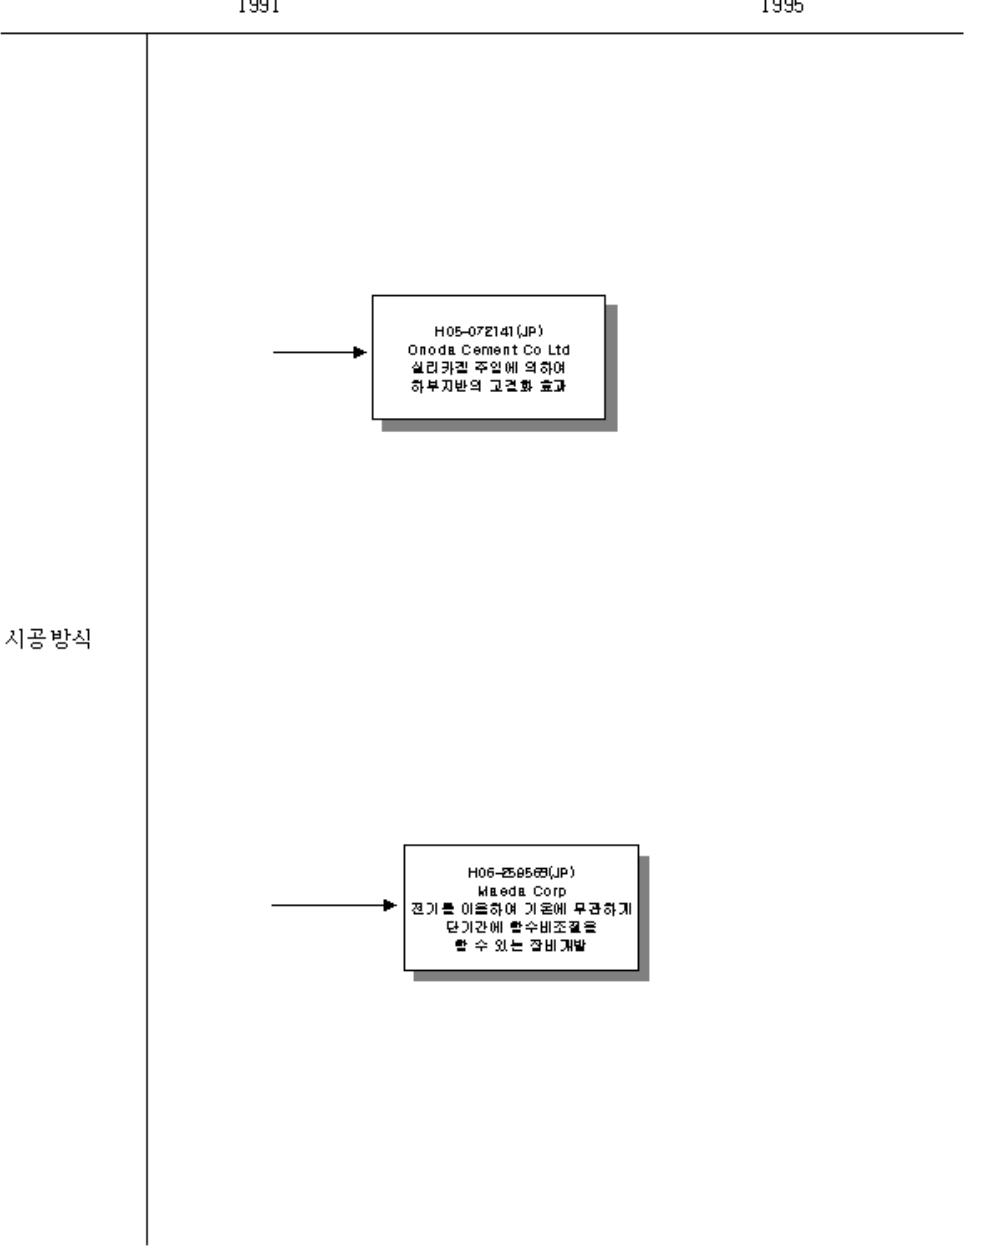 1991 1995
H05-072141(JP)
Onoda Cement Co Ltd
실리카겔 주입에 의하여
하부지반의 고결화 효과
시공방식
H06-259569(JP)
Maeda Corp
전기를 이용하여 기온에 무관하게
단기간에 함수비조절을
할 수 있는 장비개발